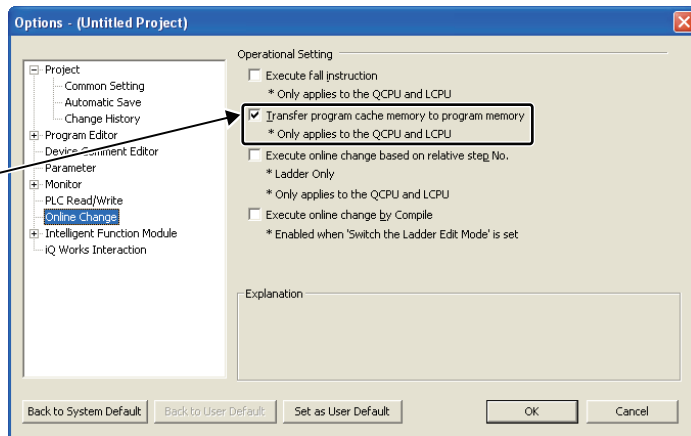 Options - (Untitled Project)
Project
Common Setting
Automatic Save
Change History
Program Editor
Device Comment Editor
Parameter
Monitor
PLC Read/Write
Online Change
Intelligent Function Module
iQ Works Interaction
Operational Setting
Execute fall instruction
* Only applies to the QCPU and LCPU
Transfer program cache memory to program memory
* Only applies to the QCPU and LCPU
Execute online change based on relative step No.
* Ladder Only
* Only applies to the QCPU and LCPU
Execute online change by Compile
* Enabled when 'Switch the Ladder Edit Mode' is set
Explanation
Back to System Default
Back to User Default
Set as User Default
OK
Cancel